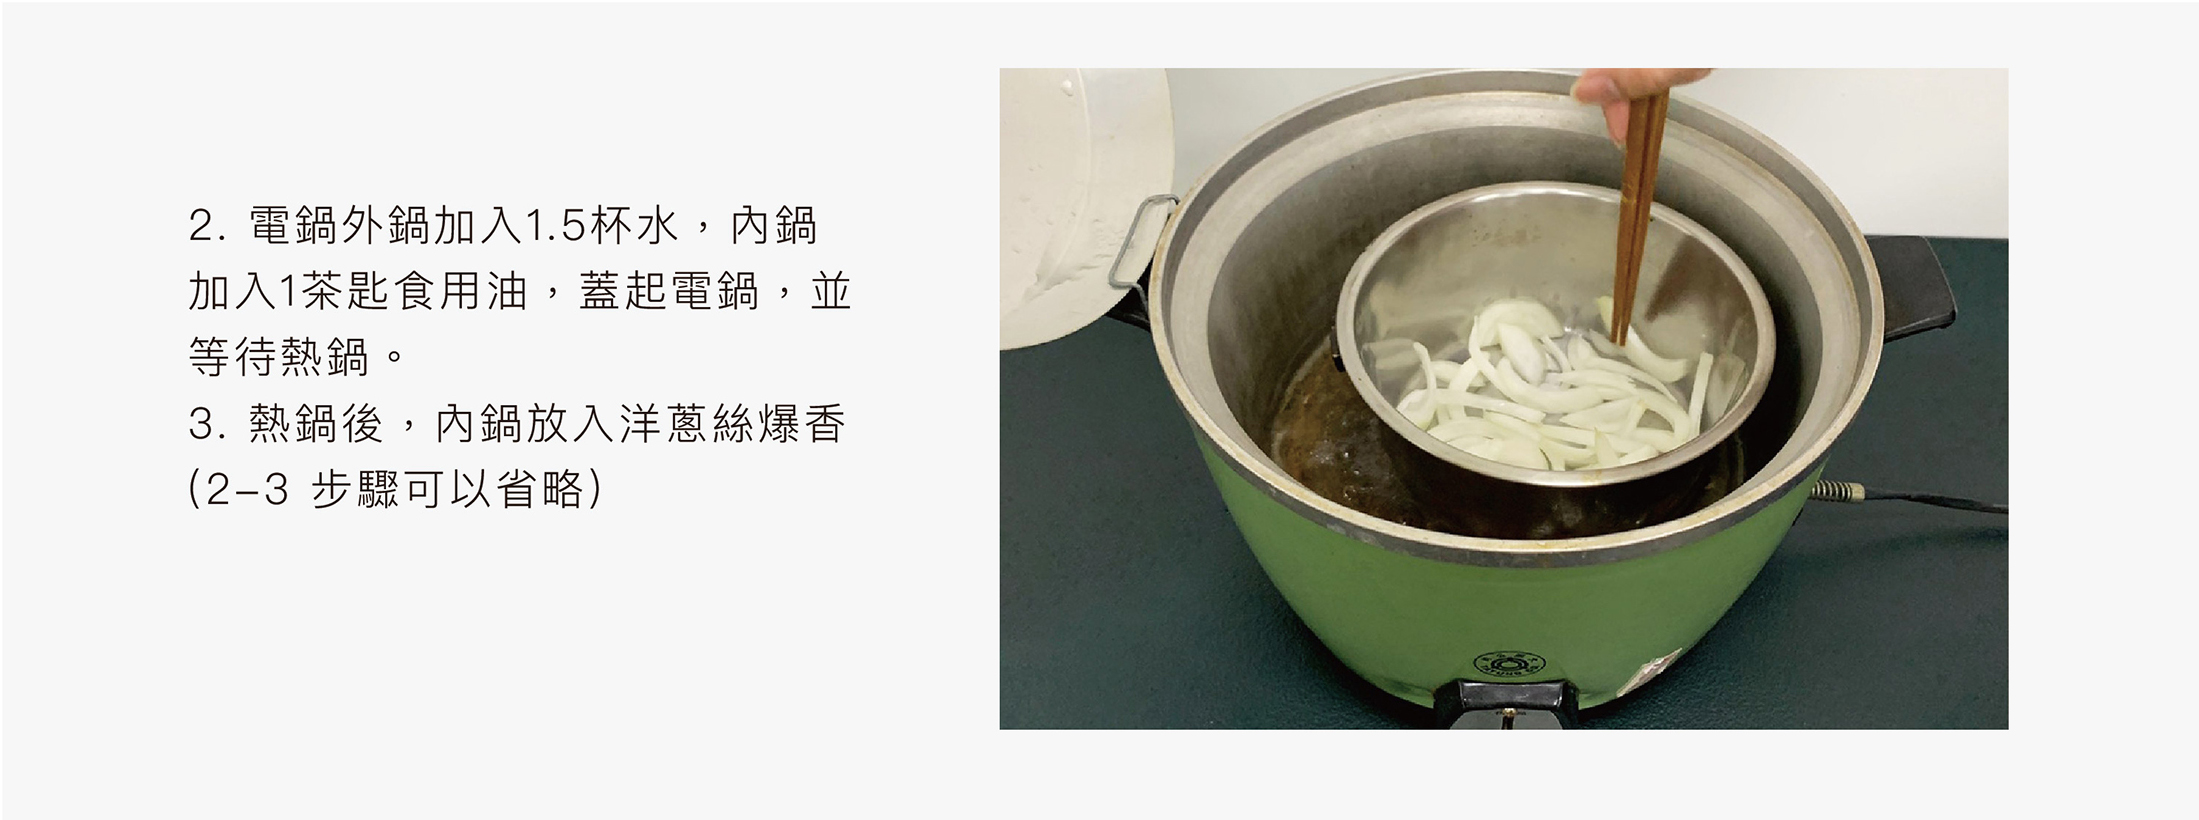 2. 電鍋外鍋加入1.5杯水，內鍋
加入1茶匙食用油，蓋起電鍋，並
等待熱鍋。
3. 熱鍋後，內鍋放入洋蔥絲爆香
(2–3 步驟可以省略)